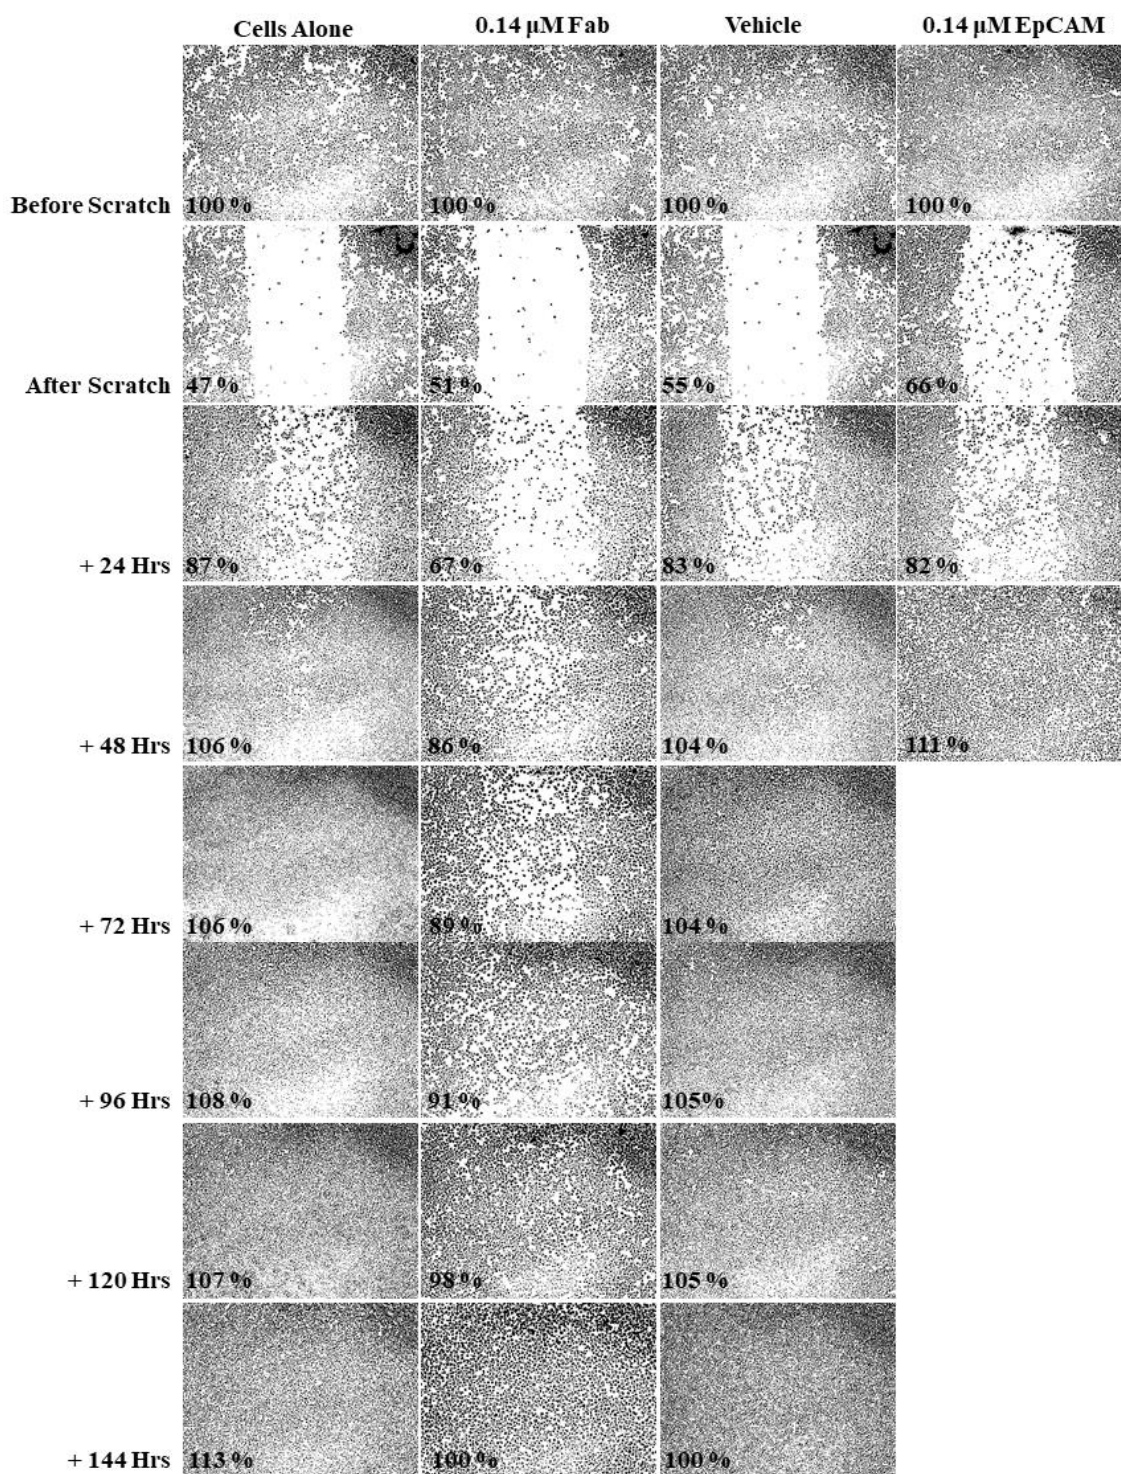 Cells Alone 0.14 µM Fab Vehicle 0.14 µM EpCAM
Before Scratch 100 % 100 % 100 % 100 %
After Scratch 47 % 51 % 55 % 66 %
+ 24 Hrs 87 % 67 % 83 % 82 %
+ 48 Hrs 106 % 86 % 104 % 111 %
+ 72 Hrs 106 % 89 % 104 %
+ 96 Hrs 108 % 91 % 105%
+ 120 Hrs 107 % 98 % 105 %
+ 144 Hrs 113 % 100 % 100 %